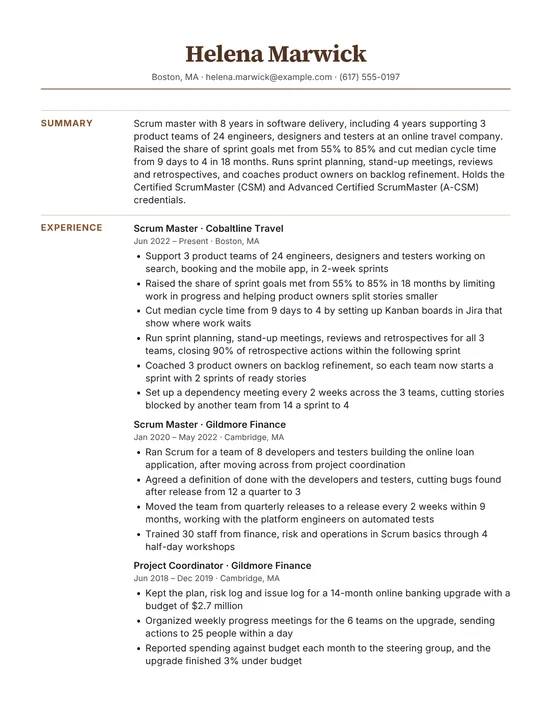 Helena Marwick
Boston, MA · helena.marwick@example.com · (617) 555-0197
SUMMARY
Scrum master with 8 years in software delivery, including 4 years supporting 3
product teams of 24 engineers, designers and testers at an online travel company.
Raised the share of sprint goals met from 55% to 85% and cut median cycle time
from 9 days to 4 in 18 months. Runs sprint planning, stand-up meetings, reviews
and retrospectives, and coaches product owners on backlog refinement. Holds the
Certified ScrumMaster (CSM) and Advanced Certified ScrumMaster (A-CSM)
credentials.
EXPERIENCE
Scrum Master · Cobaltline Travel
Jun 2022 – Present · Boston, MA
• Support 3 product teams of 24 engineers, designers and testers working on
search, booking and the mobile app, in 2-week sprints
• Raised the share of sprint goals met from 55% to 85% in 18 months by limiting
work in progress and helping product owners split stories smaller
• Cut median cycle time from 9 days to 4 by setting up Kanban boards in Jira that
show where work waits
• Run sprint planning, stand-up meetings, reviews and retrospectives for all 3
teams, closing 90% of retrospective actions within the following sprint
• Coached 3 product owners on backlog refinement, so each team now starts a
sprint with 2 sprints of ready stories
• Set up a dependency meeting every 2 weeks across the 3 teams, cutting stories
blocked by another team from 14 a sprint to 4
Scrum Master · Gildmore Finance
Jan 2020 – May 2022 · Cambridge, MA
• Ran Scrum for a team of 8 developers and testers building the online loan
application, after moving across from project coordination
• Agreed a definition of done with the developers and testers, cutting bugs found
after release from 12 a quarter to 3
• Moved the team from quarterly releases to a release every 2 weeks within 9
months, working with the platform engineers on automated tests
• Trained 30 staff from finance, risk and operations in Scrum basics through 4
half-day workshops
Project Coordinator · Gildmore Finance
Jun 2018 – Dec 2019 · Cambridge, MA
• Kept the plan, risk log and issue log for a 14-month online banking upgrade with a
budget of $2.7 million
• Organized weekly progress meetings for the 6 teams on the upgrade, sending
actions to 25 people within a day
• Reported spending against budget each month to the steering group, and the
upgrade finished 3% under budget